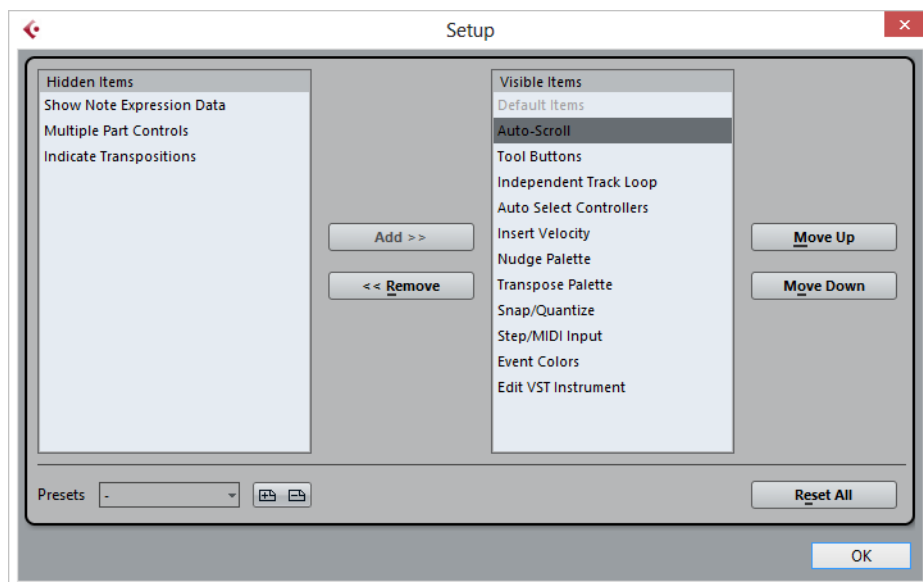 Setup
Hidden Items
Show Note Expression Data
Multiple Part Controls
Indicate Transpositions
Add >>
<< Remove
Visible Items
Default Items
Auto-Scroll
Tool Buttons
Independent Track Loop
Auto Select Controllers
Insert Velocity
Nudge Palette
Transpose Palette
Snap/Quantize
Step/MIDI Input
Event Colors
Edit VST Instrument
Move Up
Move Down
Presets -
Reset All
OK